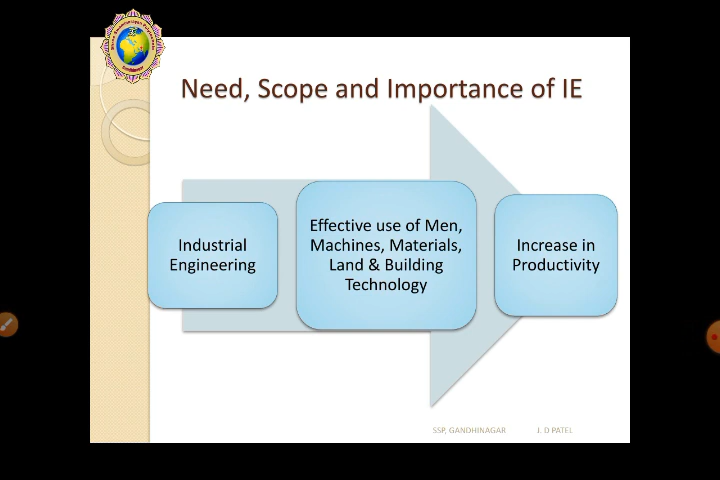 Need, Scope and Importance of IE
Industrial
Engineering
Effective use of Men,
Machines, Materials,
Land & Building
Technology
Increase in
Productivity
SSP, GANDHINAGAR J. D PATEL